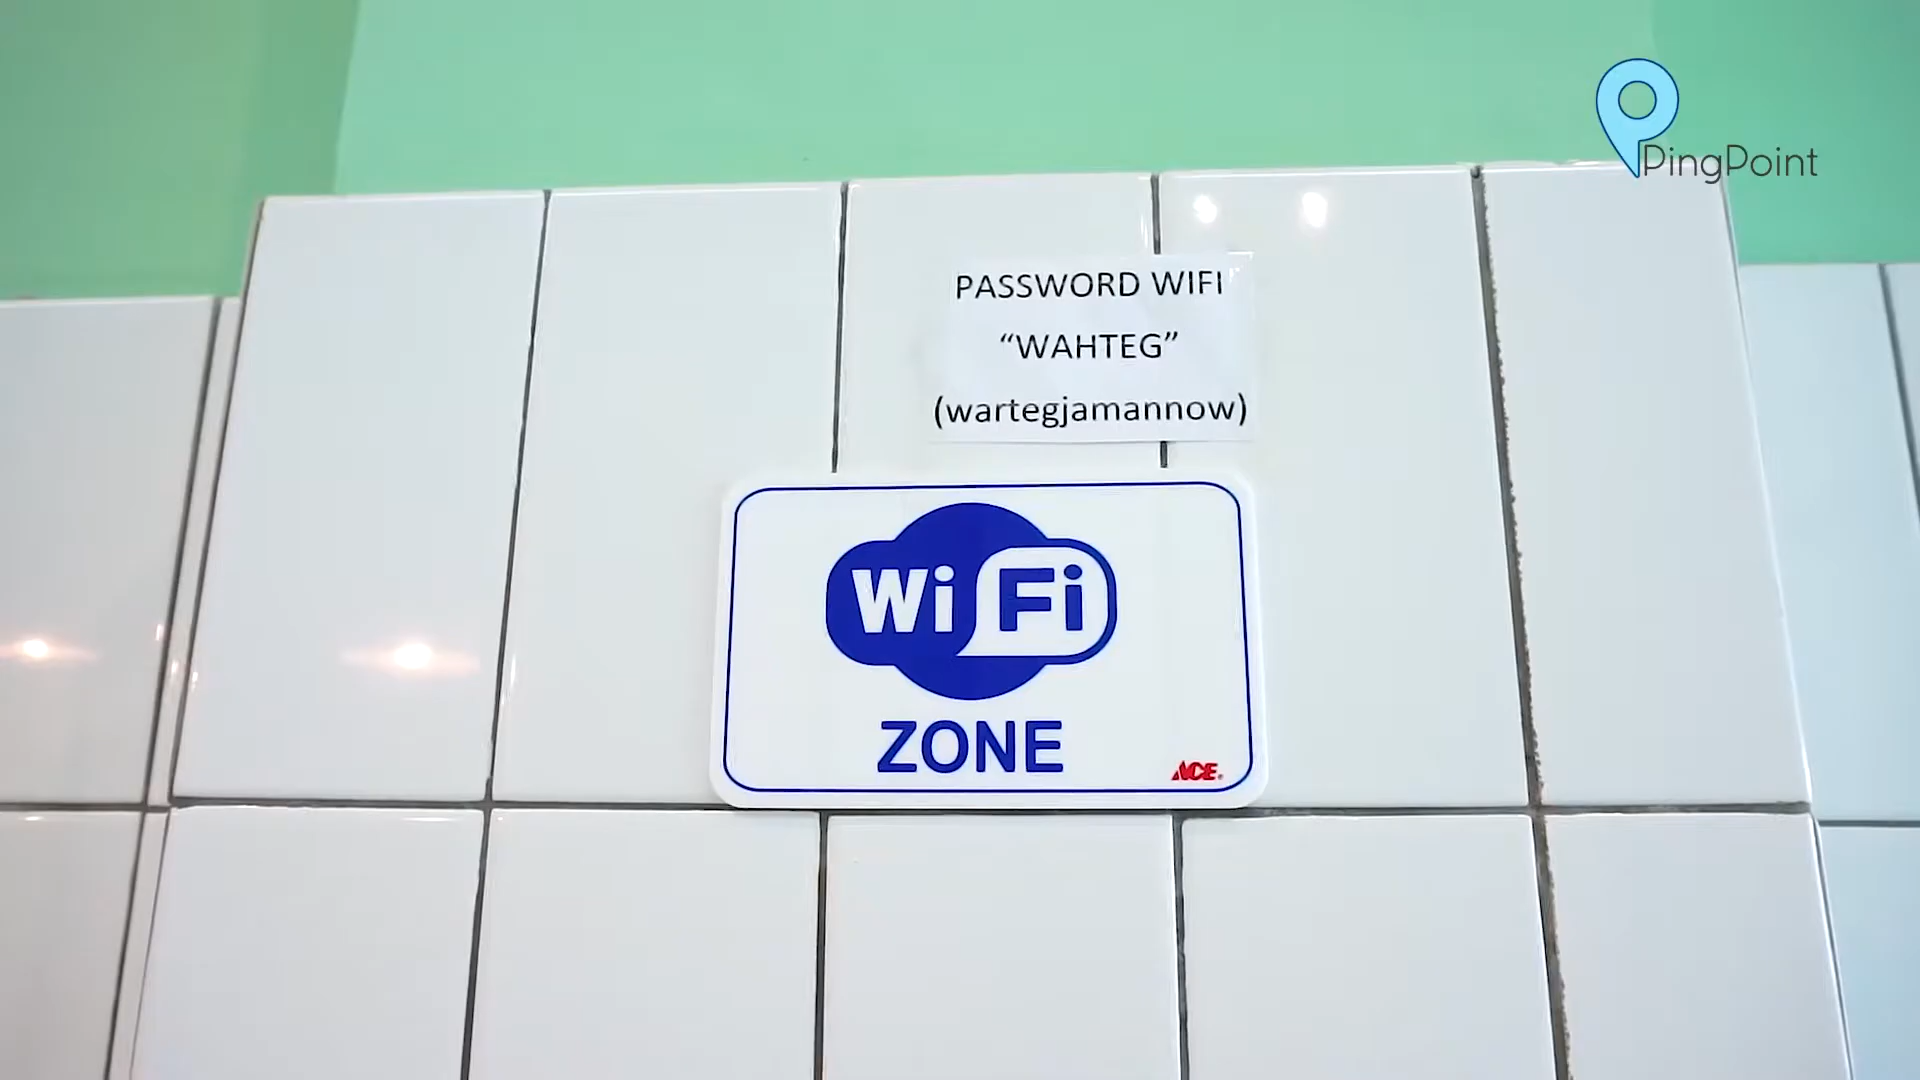 PingPoint
PASSWORD WIFI
“WAHTEG”
(wartegjamannow)
Wi Fi
ZONE
ACE